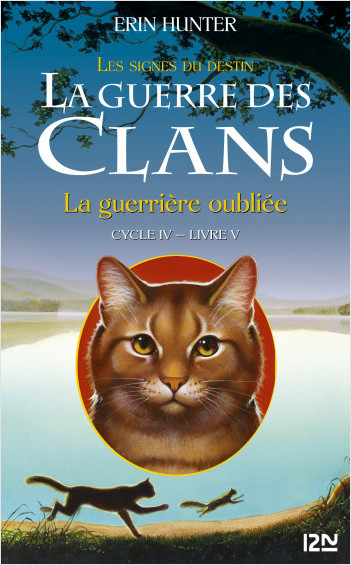 ERIN HUNTER
LES SIGNES DU DESTIN
LA GUERRE DES
CLANS
La guerrière oubliée
CYCLE IV – LIVRE V
12N